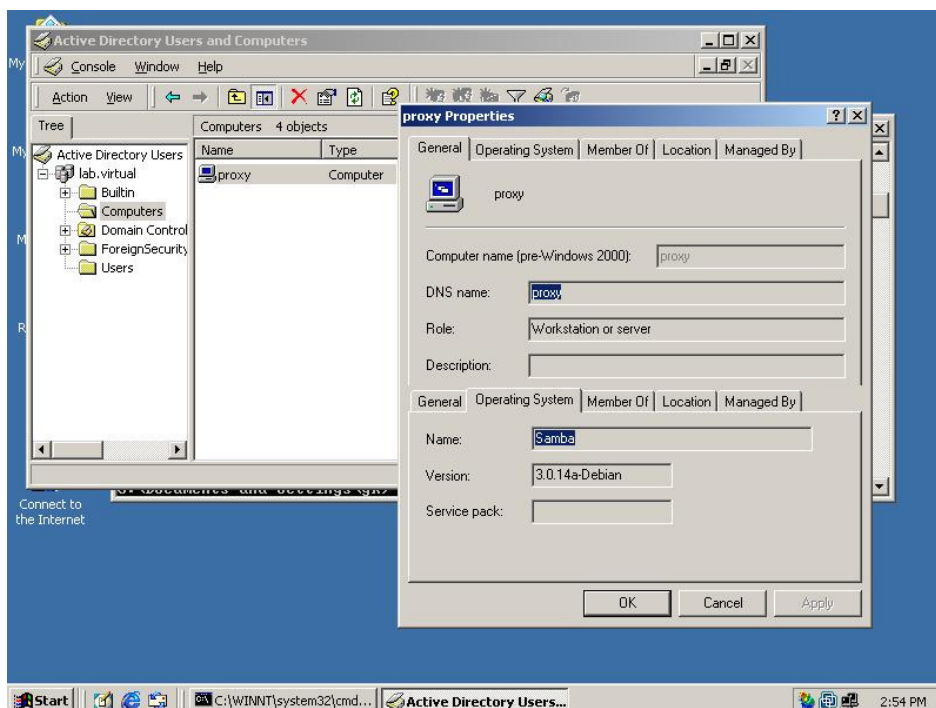 My
My
M
R
Connect to
the Internet
Active Directory Users and Computers
Console Window Help
Action View
Tree
Computers 4 objects
Active Directory Users
lab.virtual
Builtin
Computers
Domain Control
ForeignSecurity
Users
Name Type
proxy Computer
proxy Properties
General Operating System Member Of Location Managed By
proxy
Computer name (pre-Windows 2000): proxy
DNS name: proxy
Role: Workstation or server
Description:
General Operating System Member Of Location Managed By
Name: Samba
Version: 3.0.14a-Debian
Service pack:
OK Cancel Apply
Start C:\WINNT\system32\cmd... Active Directory Users... 2:54 PM